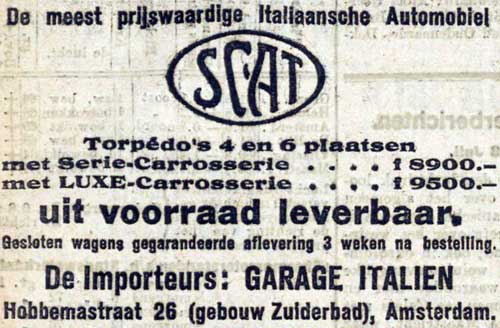 De meest prijswaardige Italiaansche Automobiel
SCAT
Torpédo's 4 en 6 plaatsen
met Serie-Carrosserie . . . . f 8900.—
met LUXE-Carrosserie . . . . f 9500.—
uit voorraad leverbaar.
Gesloten wagens gegarandeerde aflevering 3 weken na bestelling.
De Importeurs: GARAGE ITALIEN
Hobbemastraat 26 (gebouw Zuiderbad), Amsterdam.